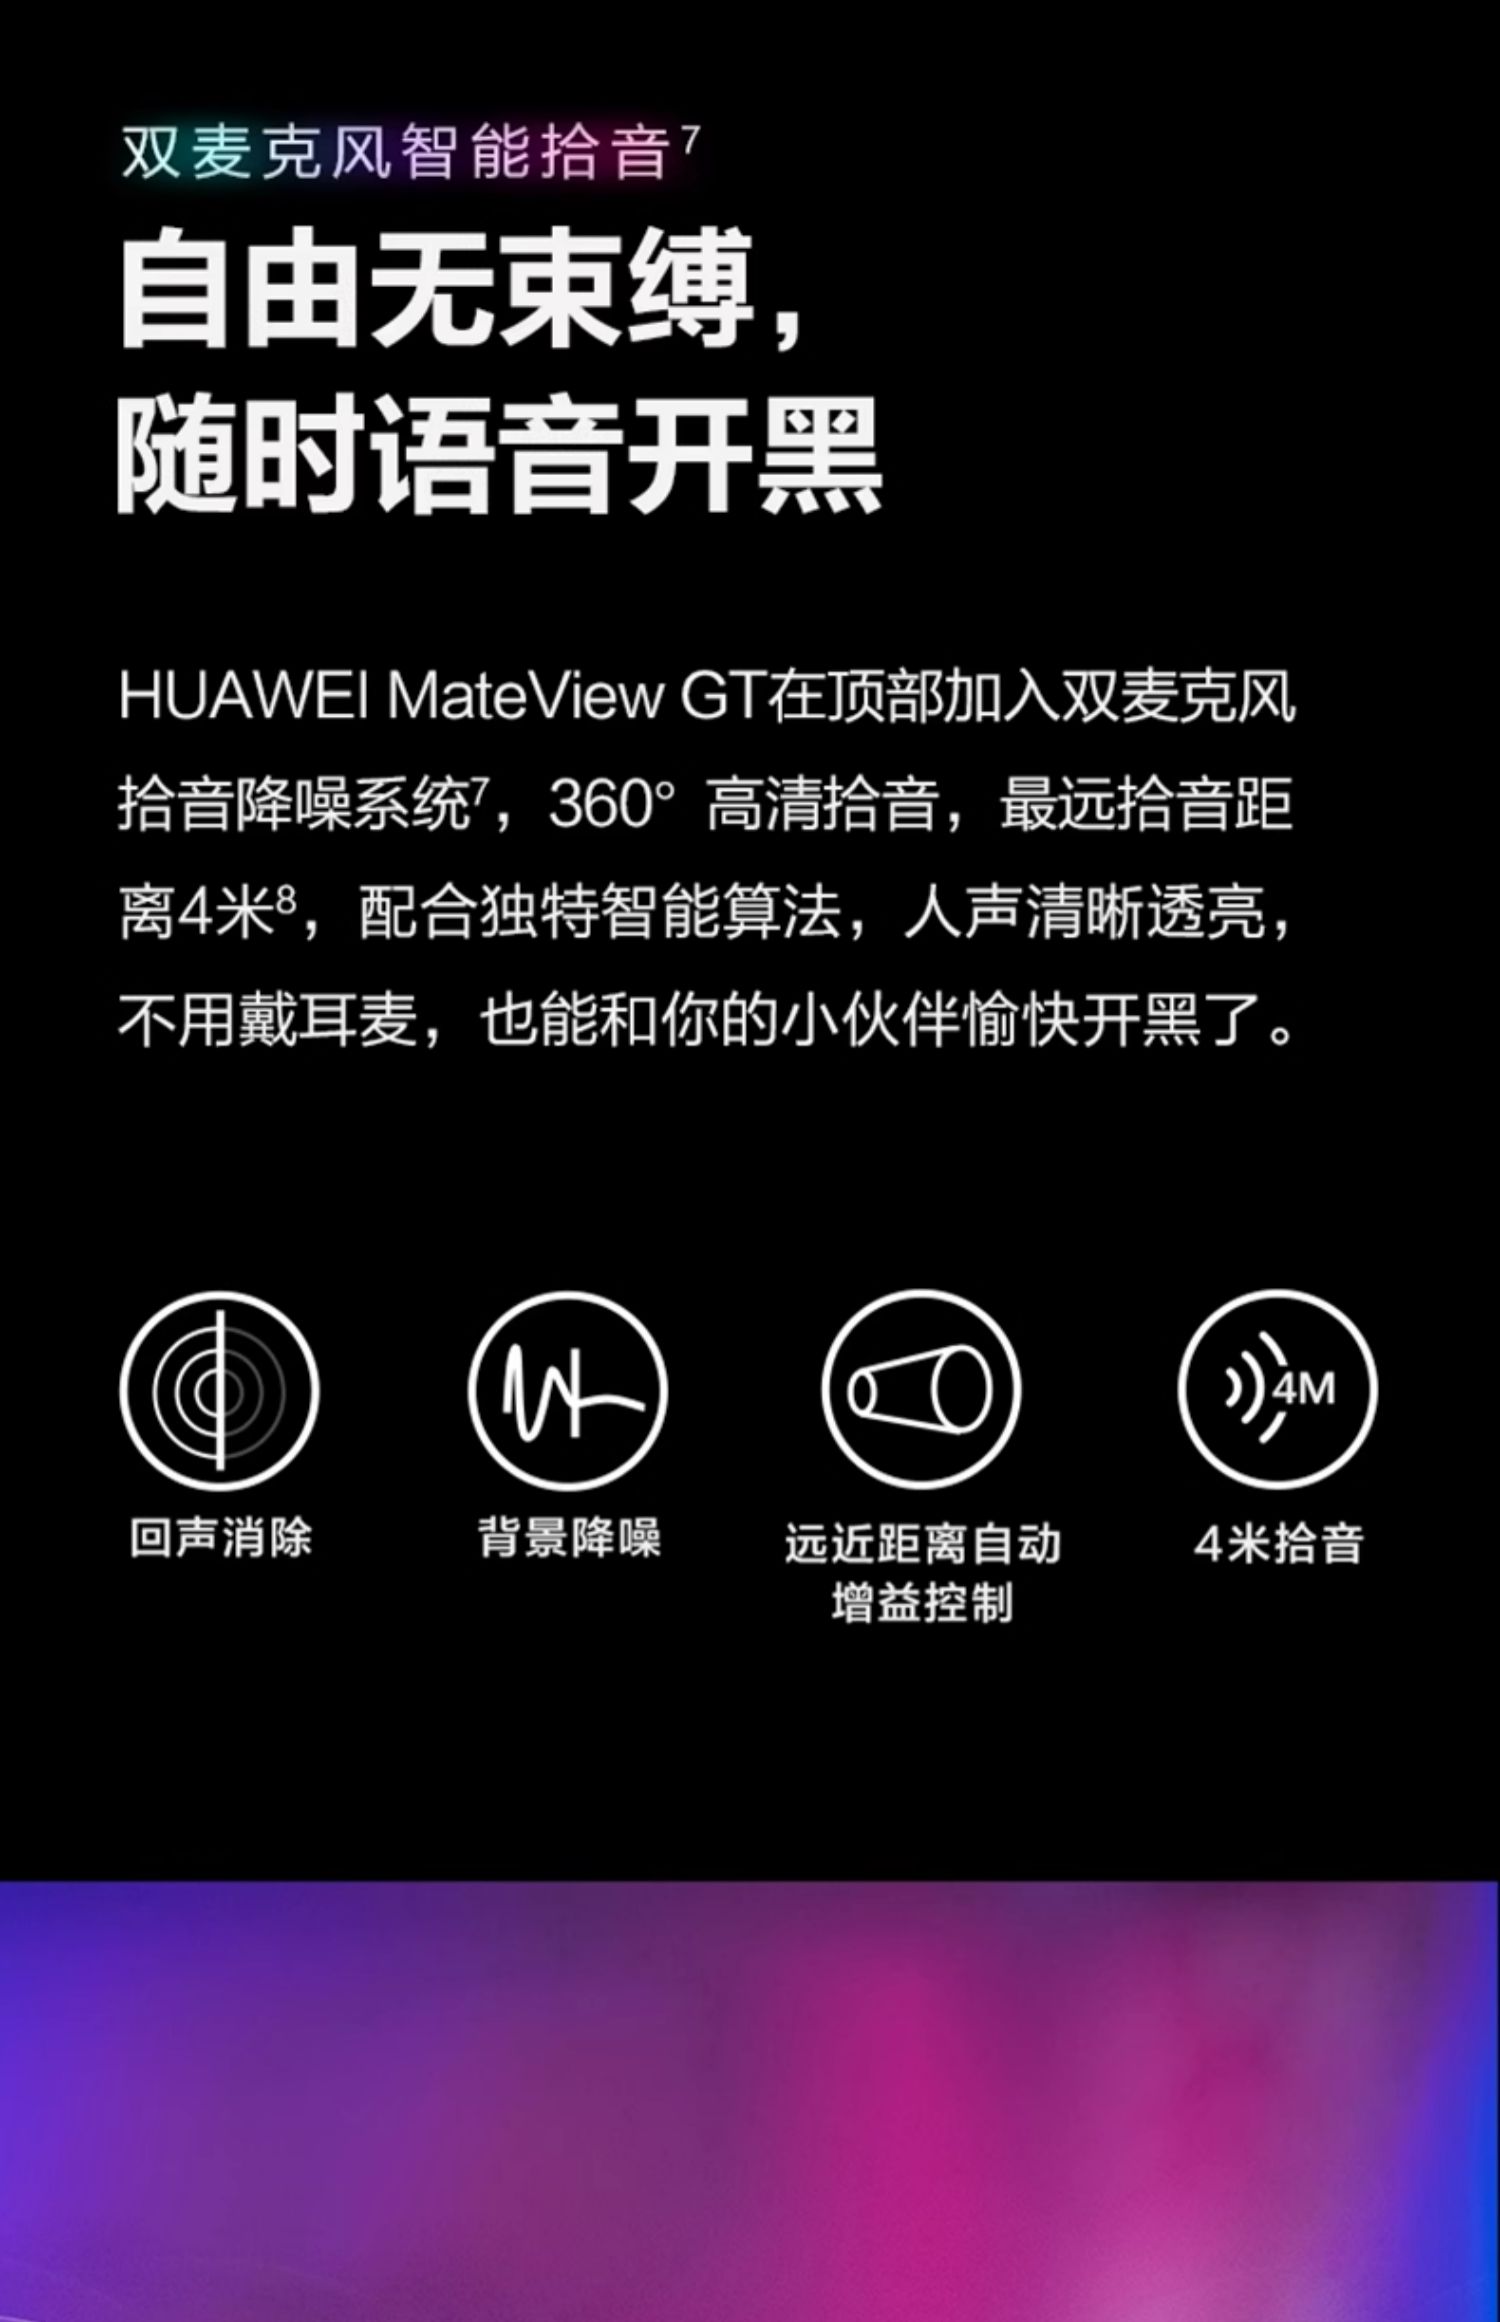 双麦克风智能拾音7
自由无束缚，
随时语音开黑
HUAWEI MateView GT在顶部加入双麦克风
拾音降噪系统7，360° 高清拾音，最远拾音距
离4米8，配合独特智能算法，人声清晰透亮，
不用戴耳麦，也能和你的小伙伴愉快开黑了。
4M
回声消除
背景降噪
远近距离自动
增益控制
4米拾音